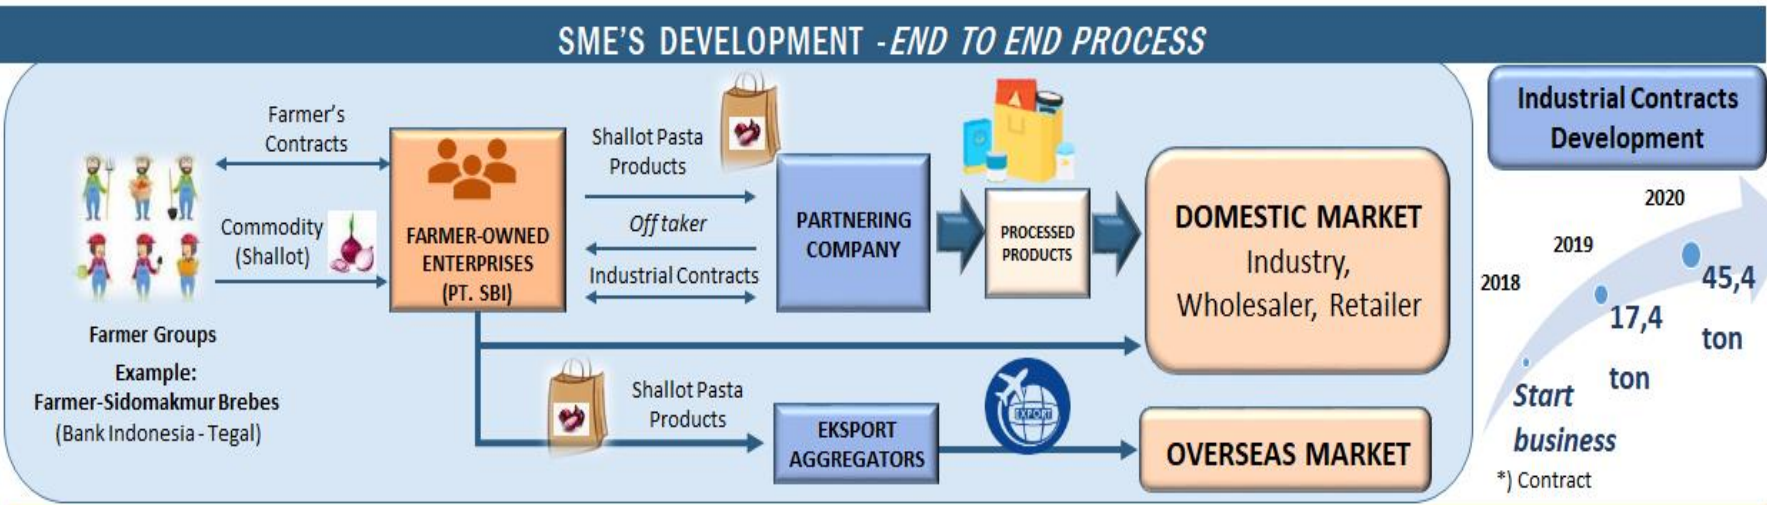 SME'S DEVELOPMENT - END TO END PROCESS
Farmer's
Contracts
Commodity
(Shallot)
Farmer Groups
Example:
Farmer-Sidomakmur Brebes
(Bank Indonesia - Tegal)
FARMER-OWNED
ENTERPRISES
(PT. SBI)
Shallot Pasta
Products
Off taker
Industrial Contracts
PARTNERING
COMPANY
PROCESSED
PRODUCTS
DOMESTIC MARKET
Industry,
Wholesaler, Retailer
Shallot Pasta
Products
EKSPORT
AGGREGATORS
EXPORT
OVERSEAS MARKET
Industrial Contracts
Development
2018
2019
2020
Start
business
17,4
ton
45,4
ton
*) Contract